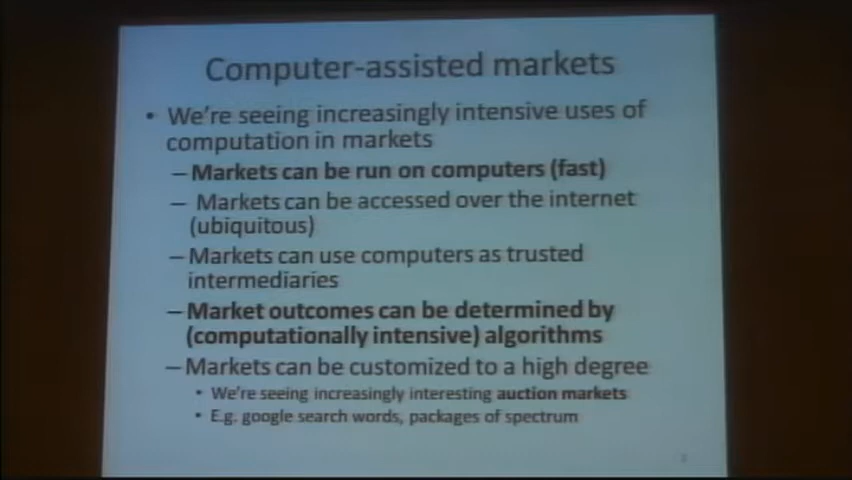 Computer-assisted markets
• We're seeing increasingly intensive uses of
computation in markets
– Markets can be run on computers (fast)
– Markets can be accessed over the internet
(ubiquitous)
– Markets can use computers as trusted
intermediaries
– Market outcomes can be determined by
(computationally intensive) algorithms
– Markets can be customized to a high degree
• We're seeing increasingly interesting auction markets
• E.g. google search words, packages of spectrum